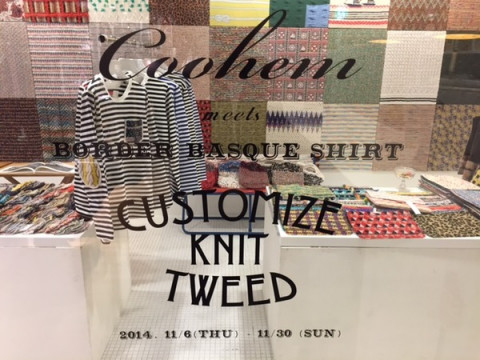 Coohem
meets
BORDER BASQUE SHIRT
CUSTOMIZE
KNIT
TWEED
2014. 11/6(THU) - 11/30 (SUN)